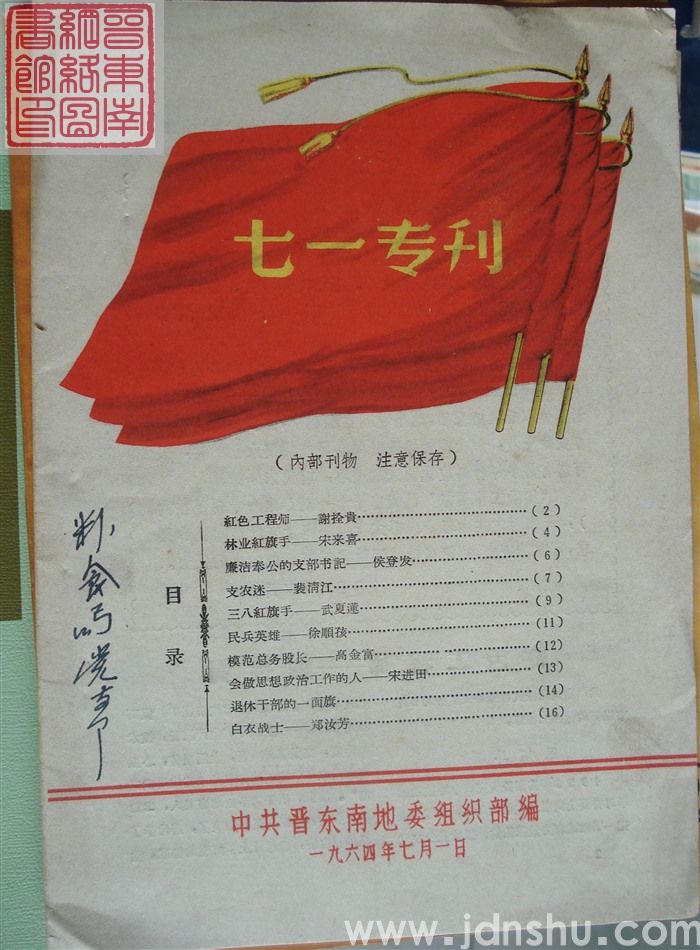 晋东南
網絡圖
書館印
七一专刊
（內部刊物　注意保存）
目录
紅色工程师——謝拴貴……（2）
林业紅旗手——宋来喜……（4）
廉洁奉公的支部书記——侯登发……（6）
支农迷——裴清江……（7）
三八紅旗手——武夏蓮……（9）
民兵英雄——徐順孩……（11）
模范总务股长——高金富……（12）
会做思想政治工作的人——宋进田……（13）
退休干部的一面旗……（14）
白衣战士——郑汝芳……（16）
中共晋东南地委组织部編
一九六四年七月一日
www.jdnshu.com